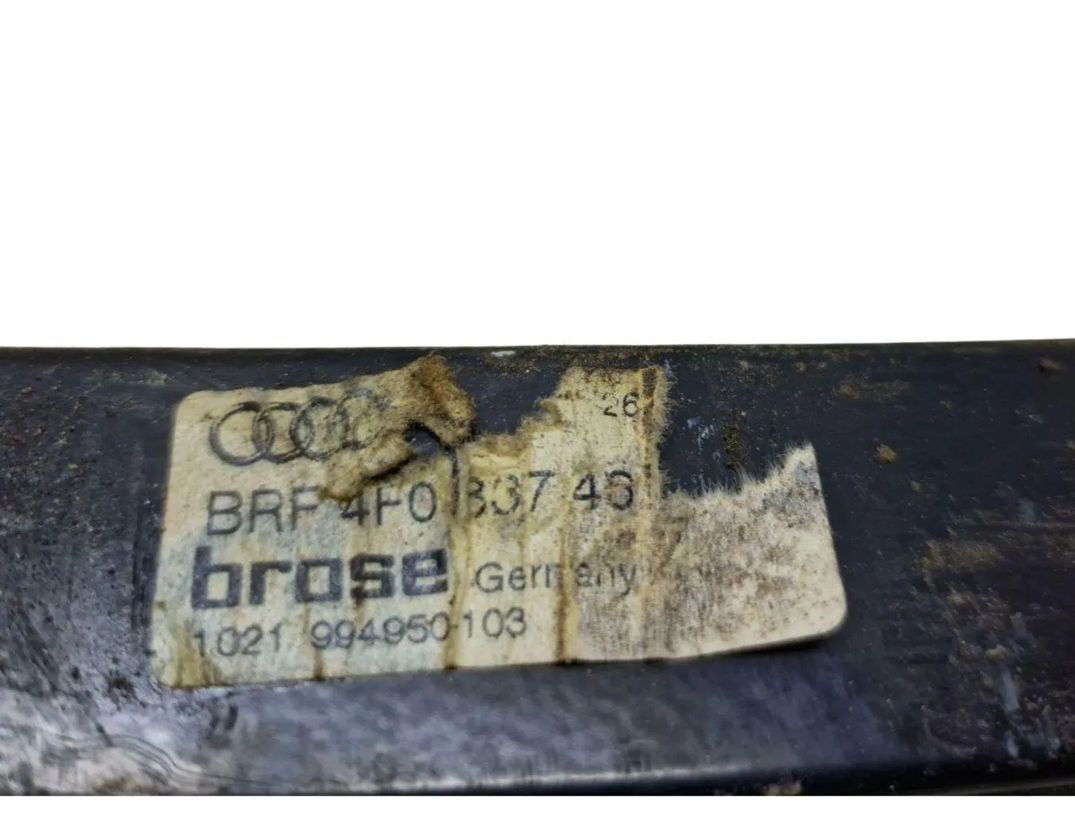 26
BRF 4F0 837 46
brose Germany
1021 994950-103